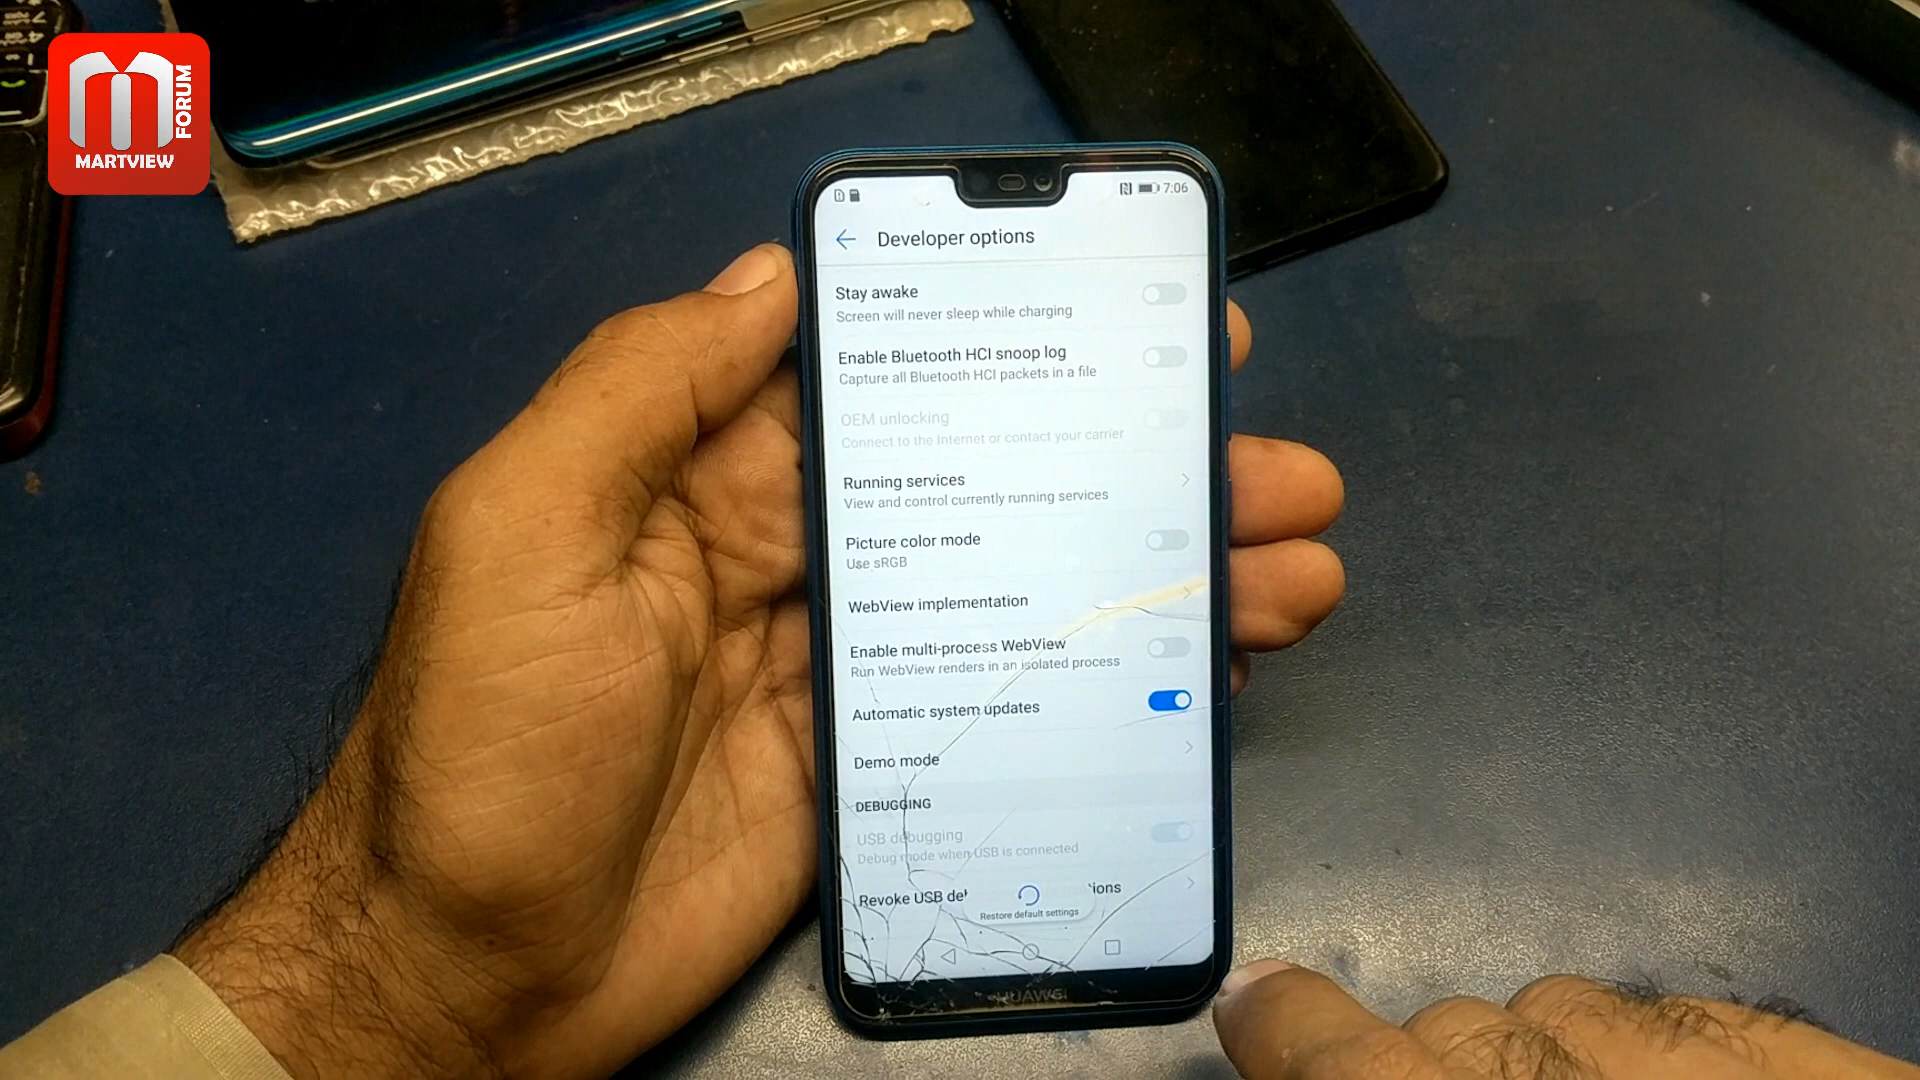 FORUM
MARTVIEW
7:06
Developer options
Stay awake
Screen will never sleep while charging
Enable Bluetooth HCI snoop log
Capture all Bluetooth HCI packets in a file
OEM unlocking
Connect to the Internet or contact your carrier
Running services
View and control currently running services
Picture color mode
Use sRGB
WebView implementation
Enable multi-process WebView
Run WebView renders in an isolated process
Automatic system updates
Demo mode
DEBUGGING
USB debugging
Debug mode when USB is connected
Revoke USB
Restore default settings
HUAWEI